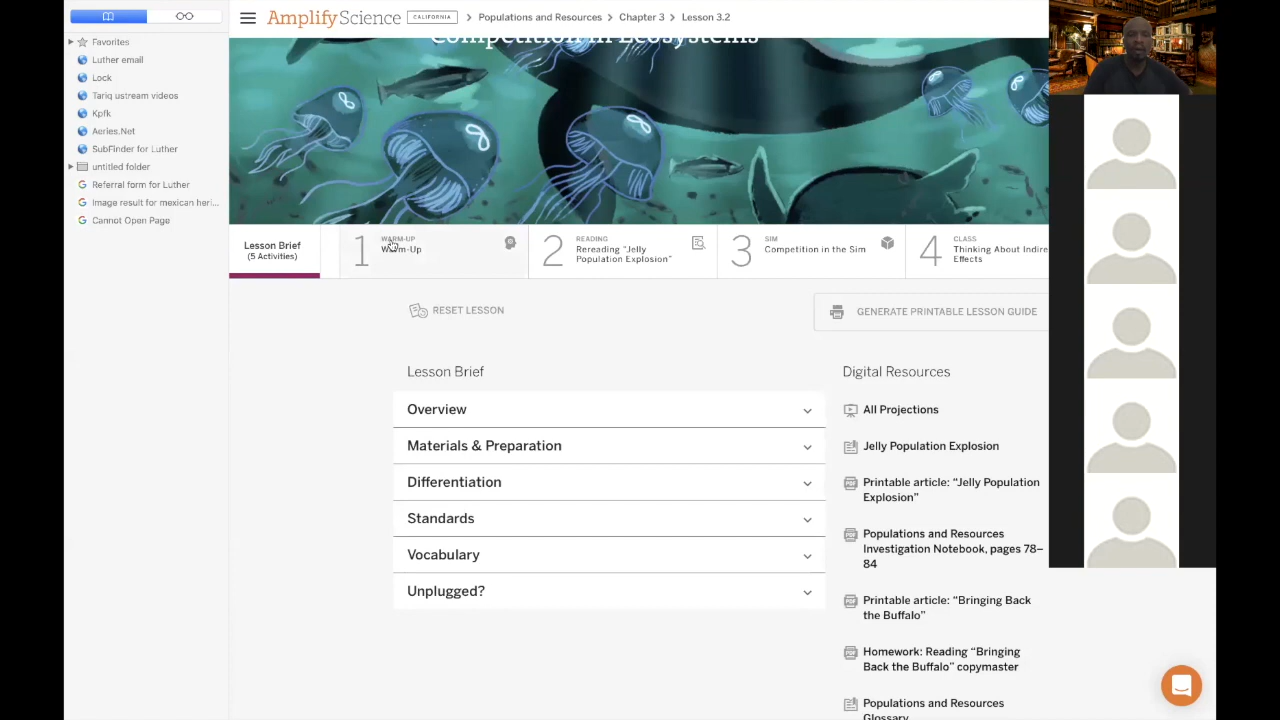 AmplifyScience CALIFORNIA > Populations and Resources > Chapter 3 > Lesson 3.2
Competition in Ecosystems
Favorites
Luther email
Lock
Tariq ustream videos
Kpfk
Aeries.Net
SubFinder for Luther
untitled folder
Referral form for Luther
Image result for mexican heri...
Cannot Open Page
Lesson Brief
(5 Activities)
1
WARM-UP
Warm-Up
2
READING
Rereading "Jelly
Population Explosion"
3
SIM
Competition in the Sim
4
CLASS
Thinking About Indire
Effects
RESET LESSON
GENERATE PRINTABLE LESSON GUIDE
Lesson Brief
Overview
Materials & Preparation
Differentiation
Standards
Vocabulary
Unplugged?
Digital Resources
All Projections
Jelly Population Explosion
Printable article: "Jelly Population
Explosion"
Populations and Resources
Investigation Notebook, pages 78–
84
Printable article: "Bringing Back
the Buffalo"
Homework: Reading "Bringing
Back the Buffalo" copymaster
Populations and Resources
Glossary